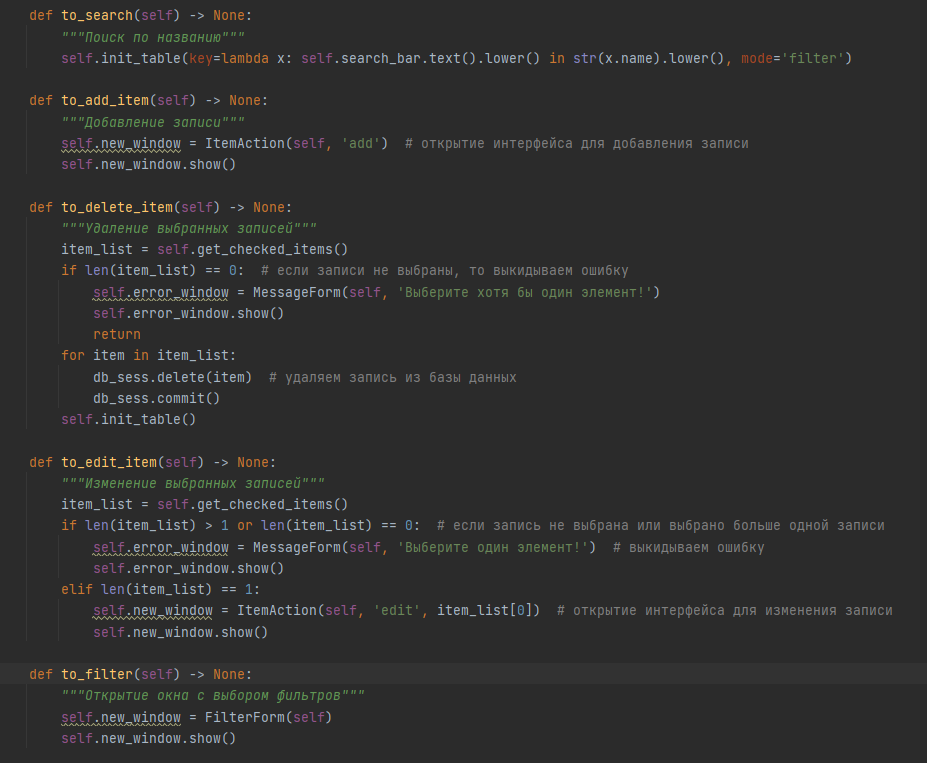 def to_search(self) -> None:
    """Поиск по названию"""
    self.init_table(key=lambda x: self.search_bar.text().lower() in str(x.name).lower(), mode='filter')

def to_add_item(self) -> None:
    """Добавление записи"""
    self.new_window = ItemAction(self, 'add')  # открытие интерфейса для добавления записи
    self.new_window.show()

def to_delete_item(self) -> None:
    """Удаление выбранных записей"""
    item_list = self.get_checked_items()
    if len(item_list) == 0:  # если записи не выбраны, то выкидываем ошибку
        self.error_window = MessageForm(self, 'Выберите хотя бы один элемент!')
        self.error_window.show()
        return
    for item in item_list:
        db_sess.delete(item)  # удаляем запись из базы данных
        db_sess.commit()
    self.init_table()

def to_edit_item(self) -> None:
    """Изменение выбранных записей"""
    item_list = self.get_checked_items()
    if len(item_list) > 1 or len(item_list) == 0:  # если запись не выбрана или выбрано больше одной записи
        self.error_window = MessageForm(self, 'Выберите один элемент!')  # выкидываем ошибку
        self.error_window.show()
    elif len(item_list) == 1:
        self.new_window = ItemAction(self, 'edit', item_list[0])  # открытие интерфейса для изменения записи
        self.new_window.show()

def to_filter(self) -> None:
    """Открытие окна с выбором фильтров"""
    self.new_window = FilterForm(self)
    self.new_window.show()